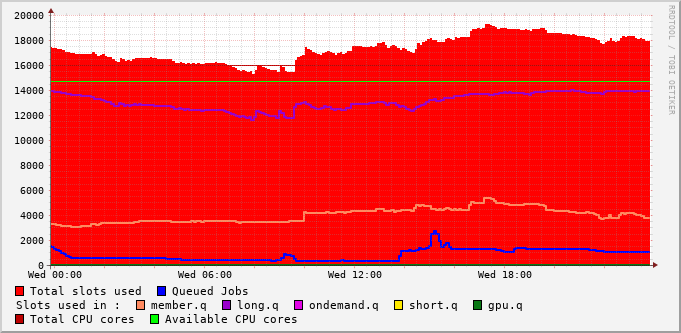 20000
18000
16000
14000
12000
10000
8000
6000
4000
2000
0
Wed 00:00 Wed 06:00 Wed 12:00 Wed 18:00
RRDTOOL / TOBI OETIKER
Total slots used Queued Jobs
Slots used in : member.q long.q ondemand.q short.q gpu.q
Total CPU cores Available CPU cores